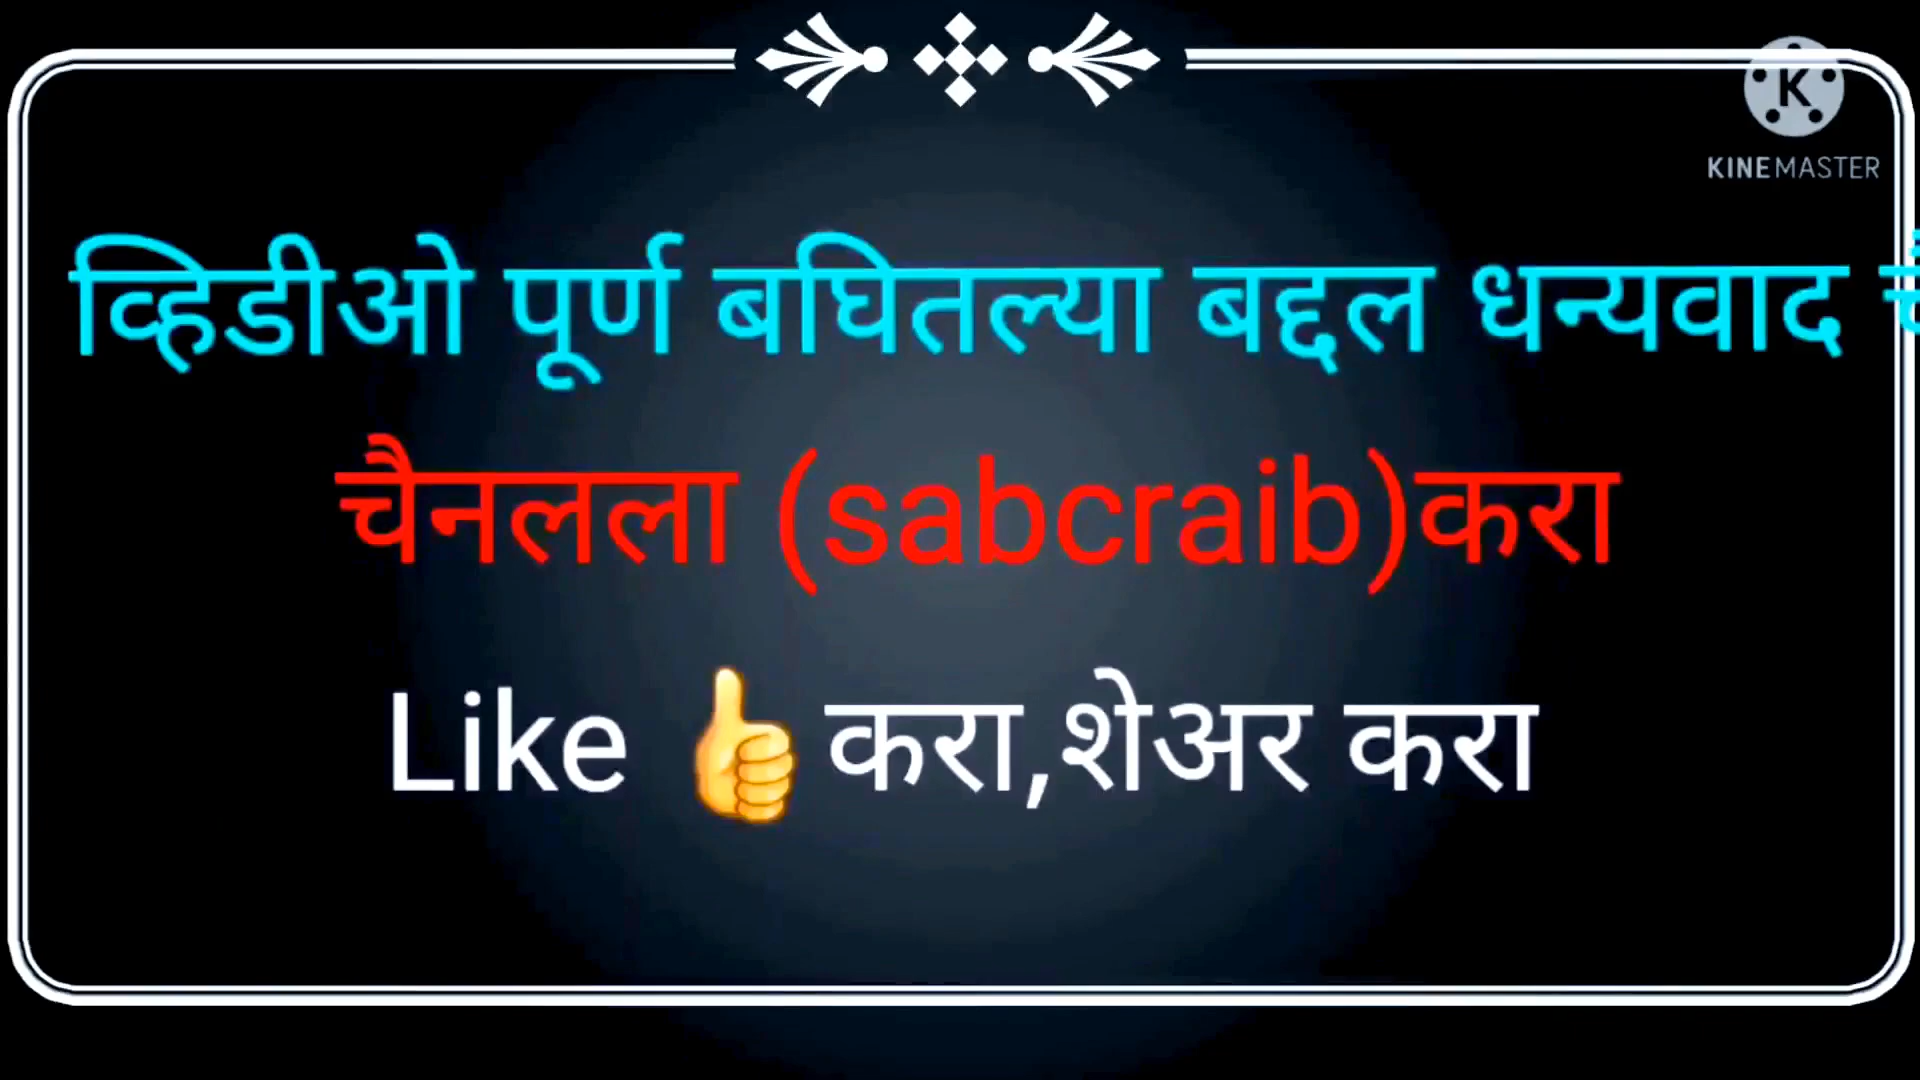 KINEMASTER
व्हिडीओ पूर्ण बघितल्या बद्दल धन्यवाद
चैनलला (sabcraib)करा
Like 👍 करा,शेअर करा